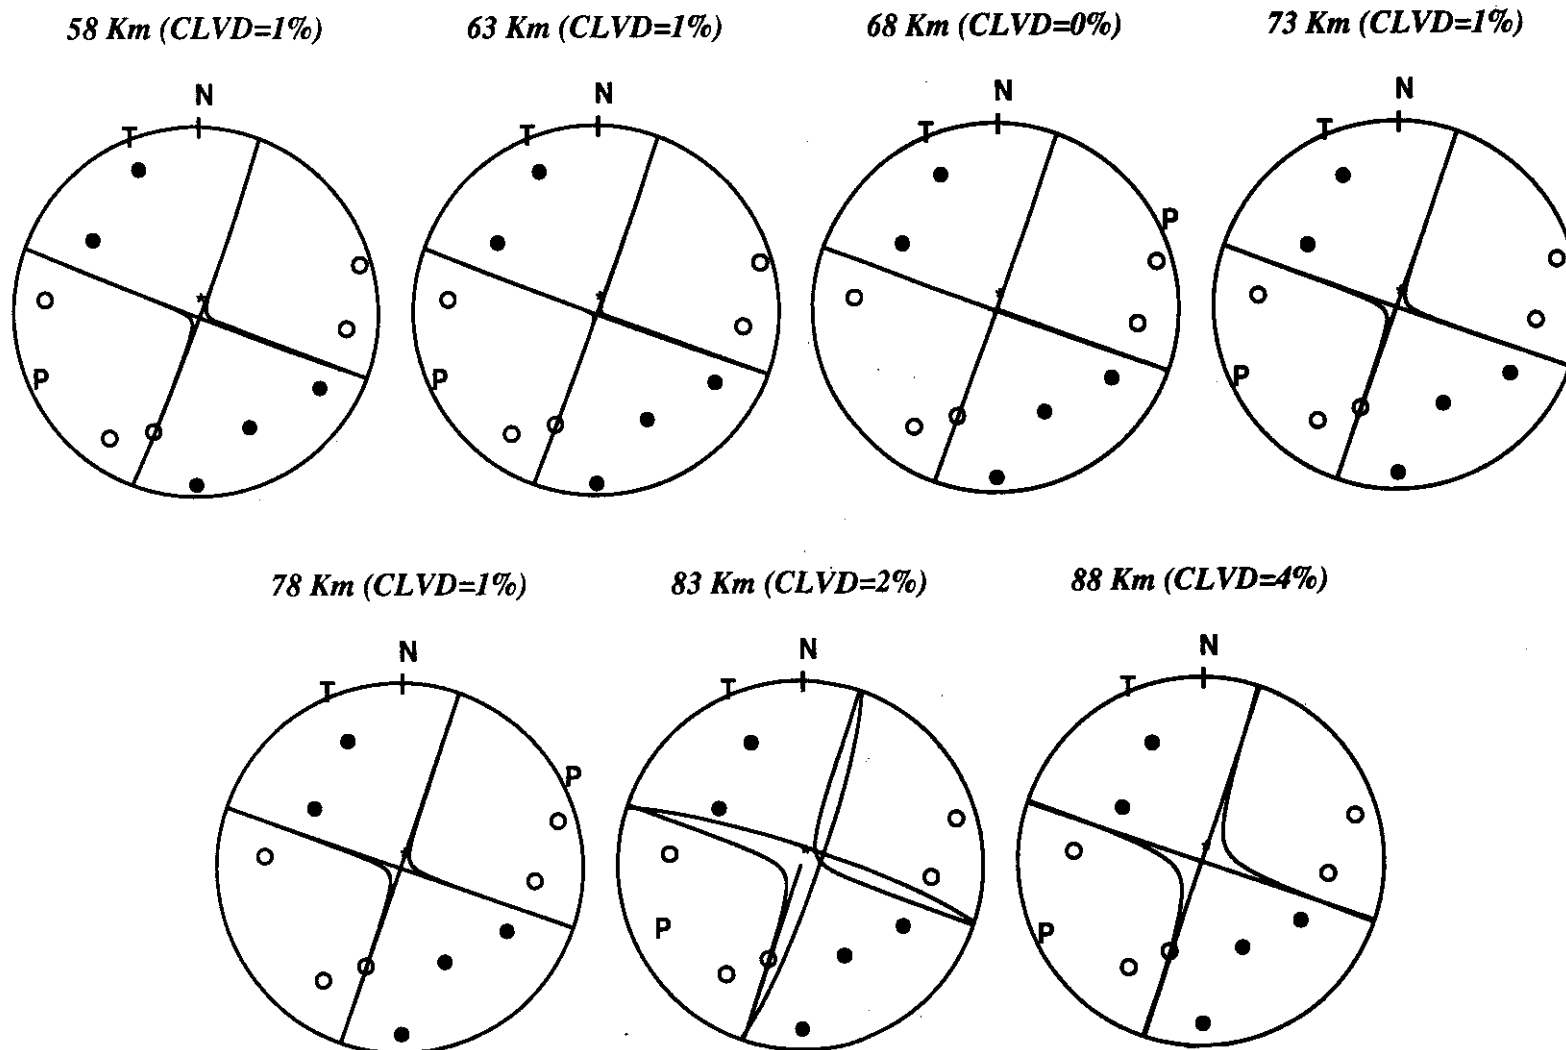 58 Km (CLVD=1%) 63 Km (CLVD=1%) 68 Km (CLVD=0%) 73 Km (CLVD=1%)
N N N N
T T T T
P
P P P
78 Km (CLVD=1%) 83 Km (CLVD=2%) 88 Km (CLVD=4%)
N N N
T T T
P
P P